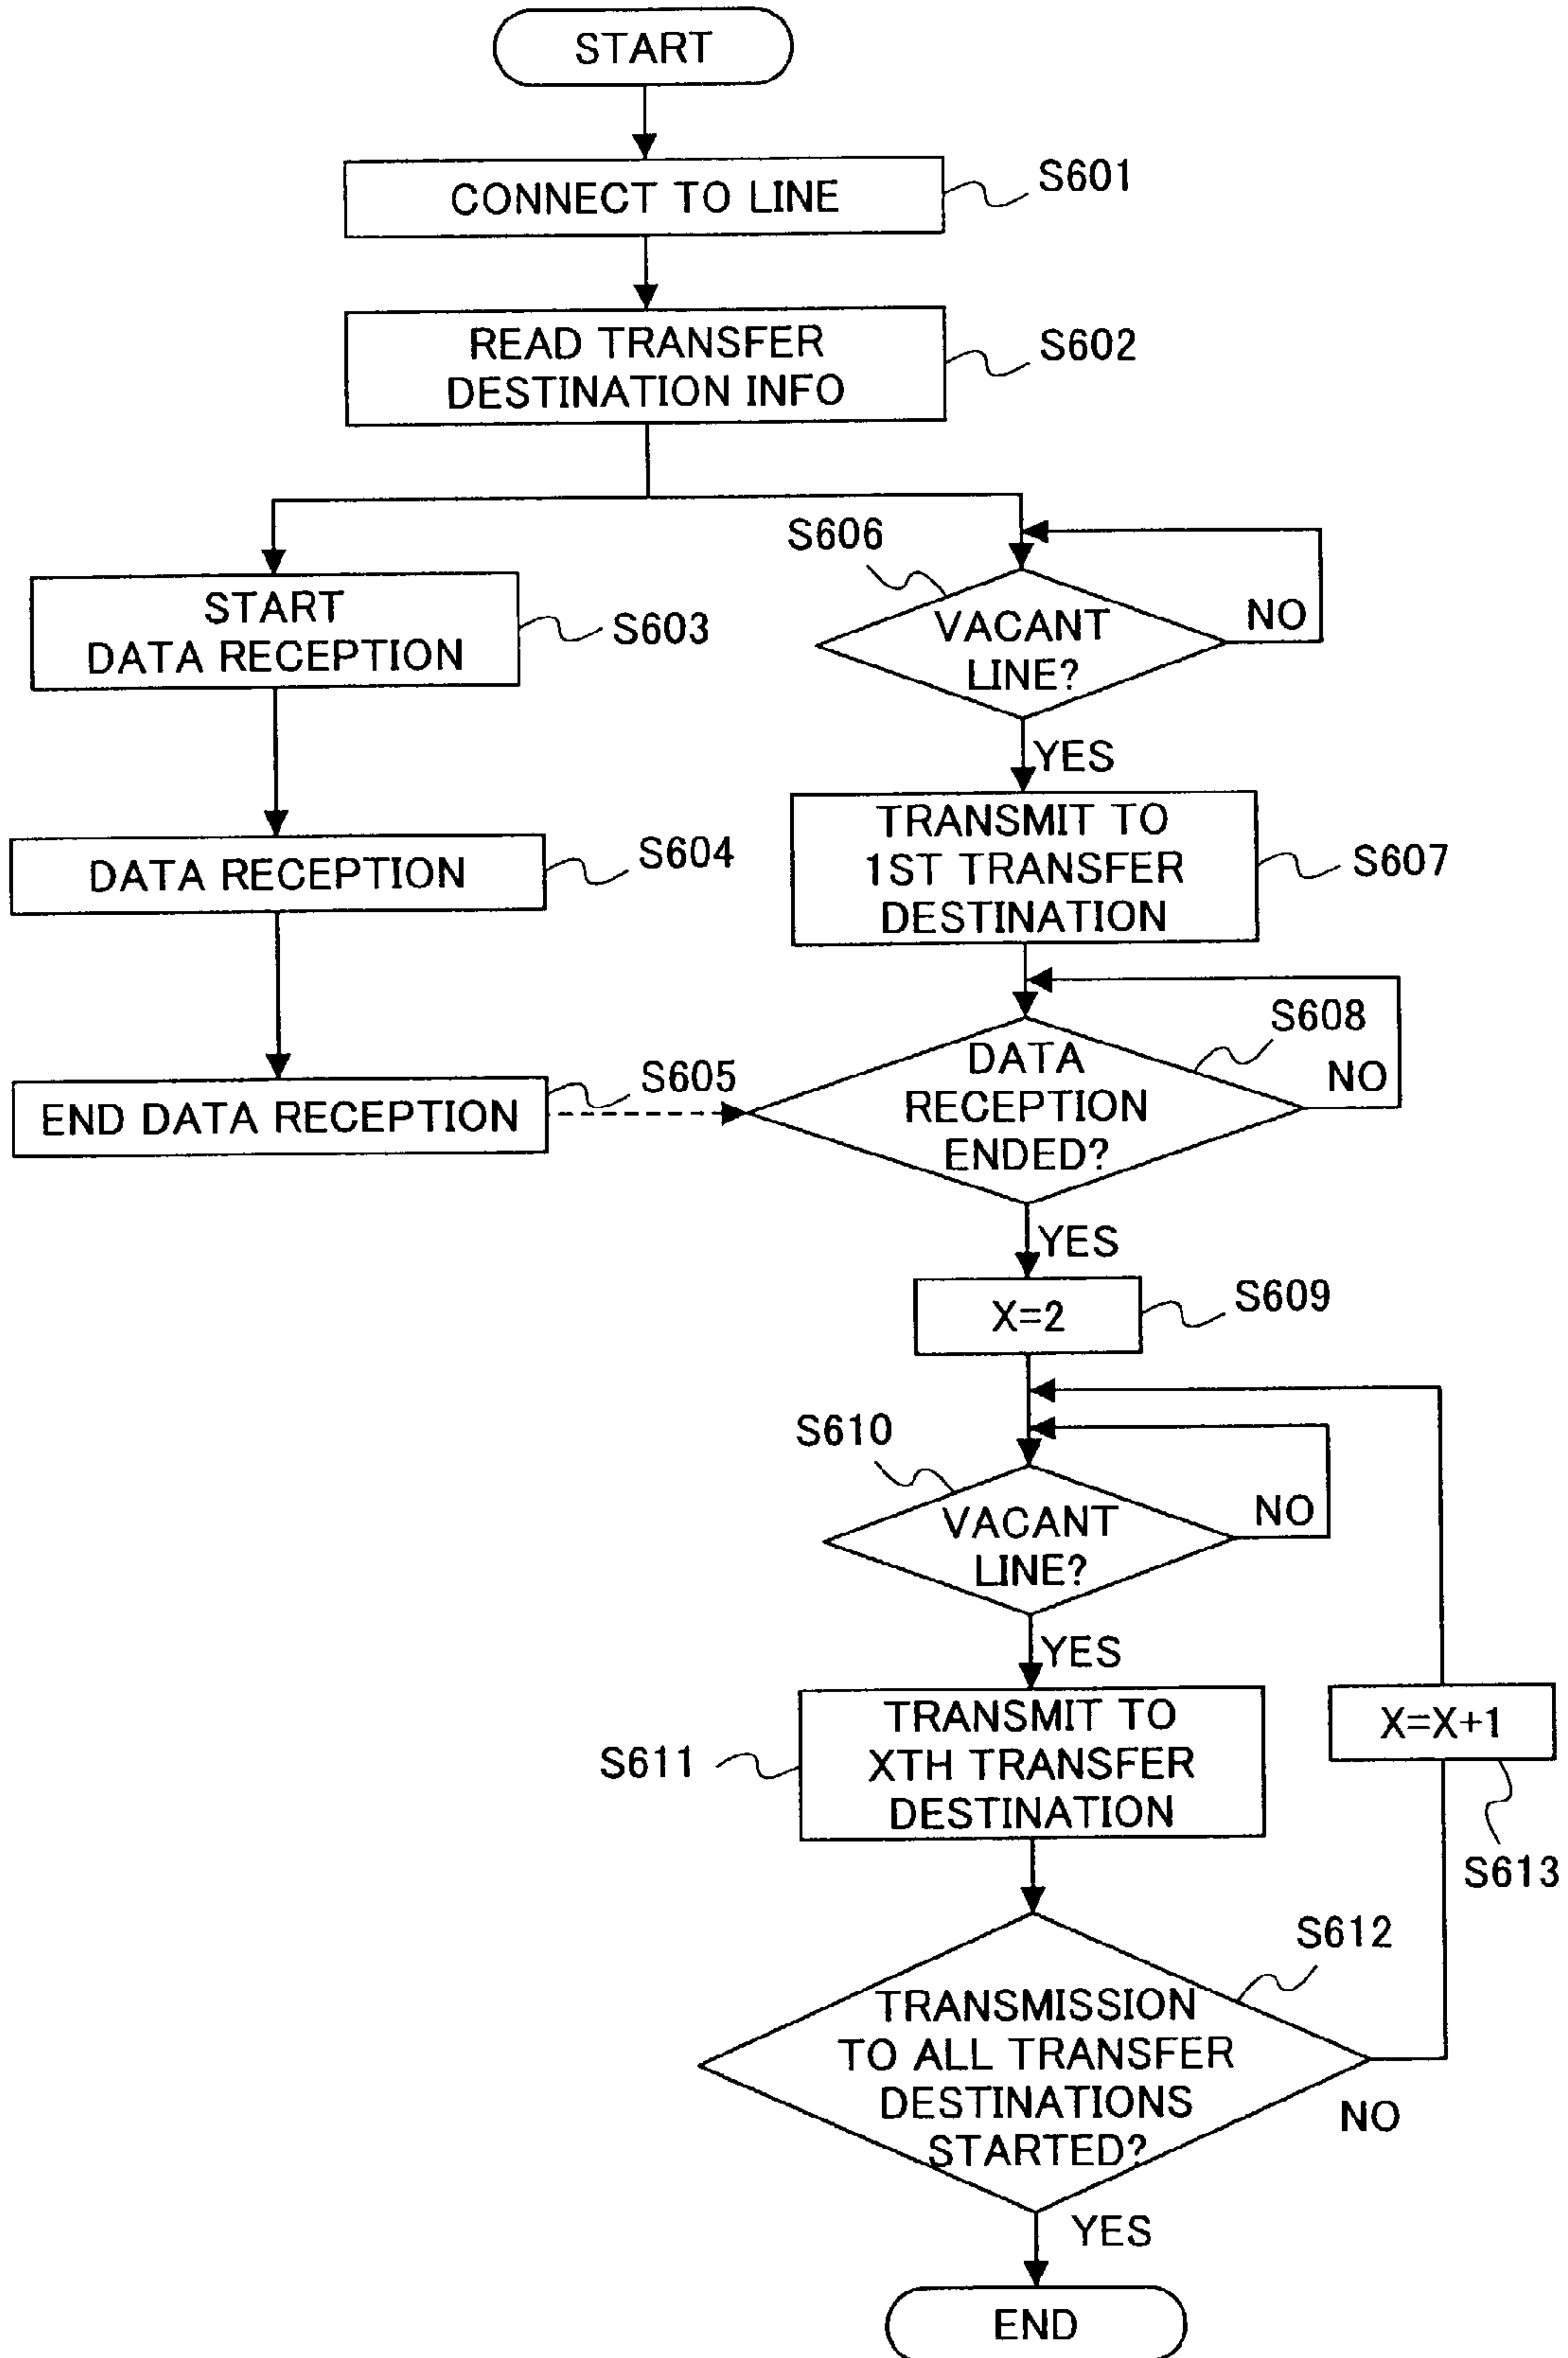 START
CONNECT TO LINE
S601
READ TRANSFER
DESTINATION INFO
S602
START
DATA RECEPTION
S603
DATA RECEPTION
S604
END DATA RECEPTION
S605
S606
VACANT
LINE?
NO
YES
TRANSMIT TO
1ST TRANSFER
DESTINATION
S607
S608
DATA
RECEPTION
ENDED?
NO
YES
X=2
S609
S610
VACANT
LINE?
NO
YES
TRANSMIT TO
XTH TRANSFER
DESTINATION
S611
X=X+1
S613
S612
TRANSMISSION
TO ALL TRANSFER
DESTINATIONS
STARTED?
NO
YES
END